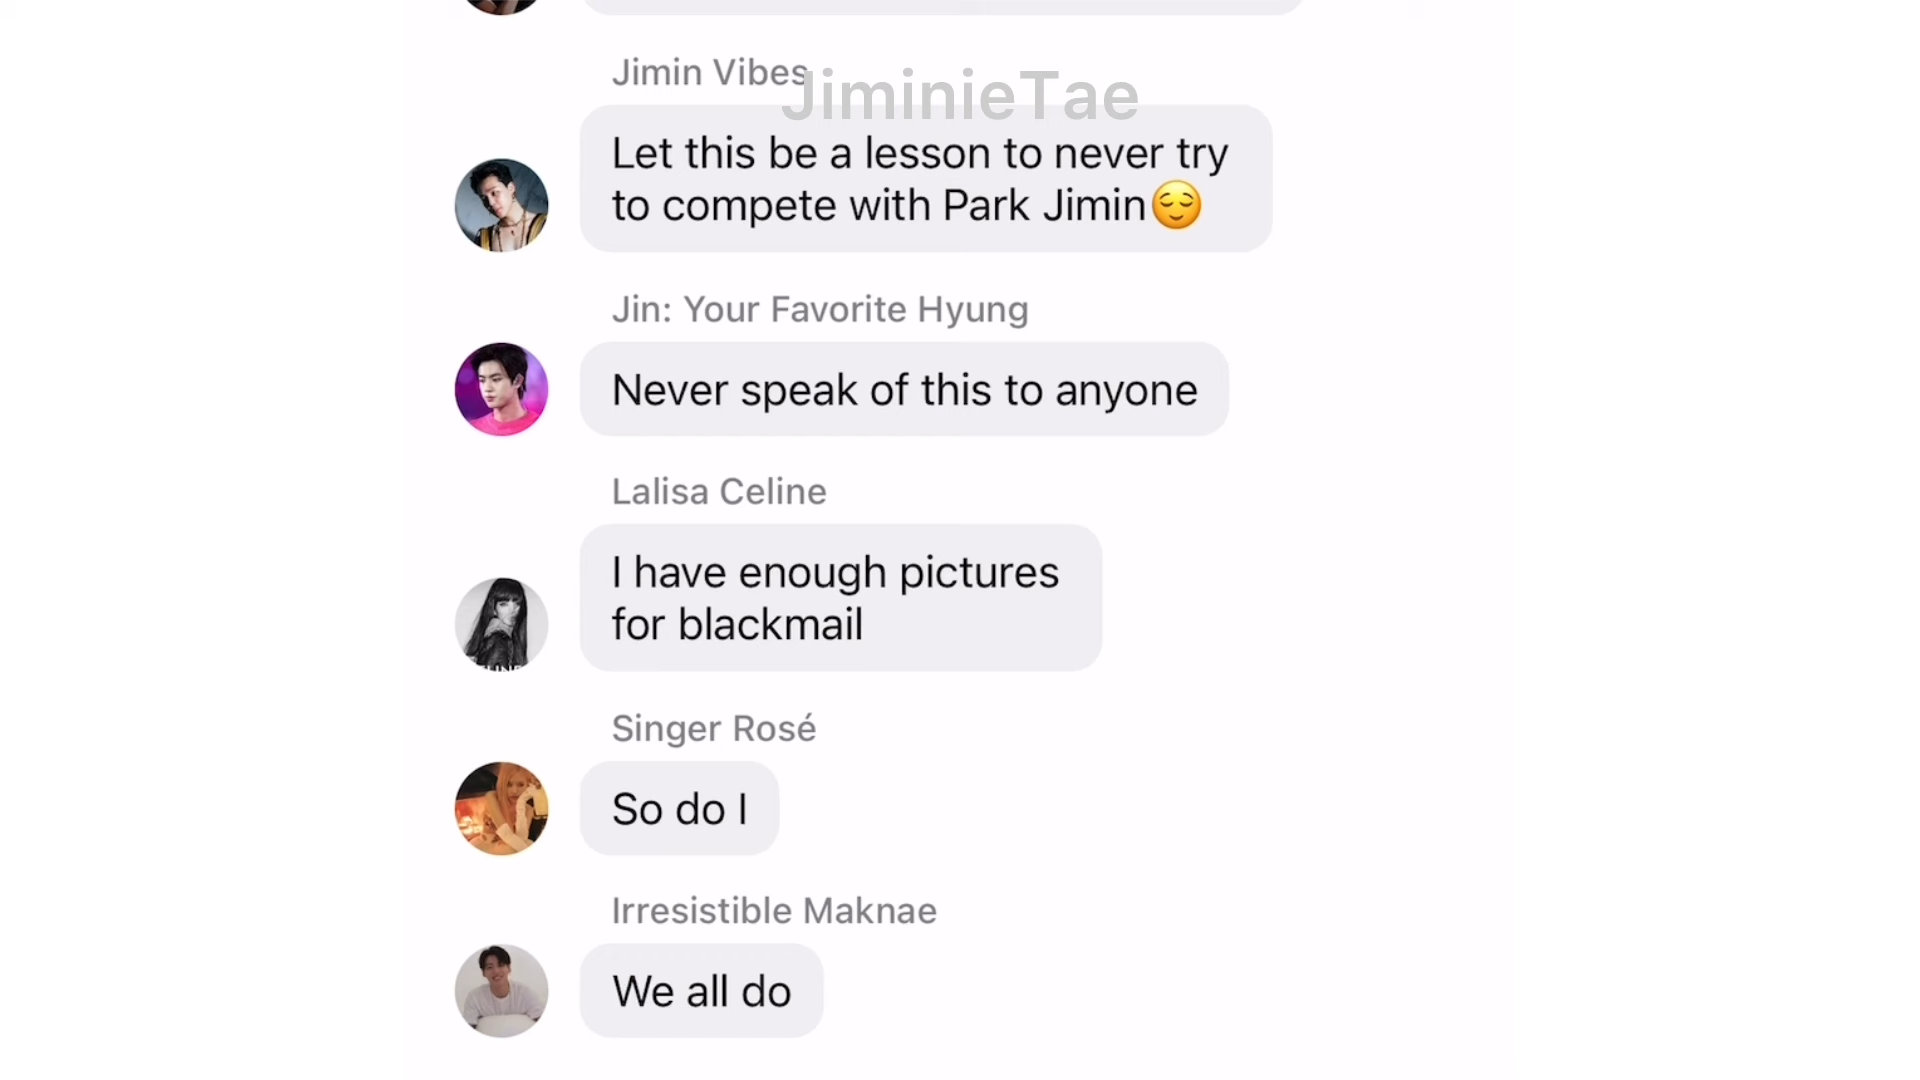 Jimin Vibes
JiminieTae
Let this be a lesson to never try
to compete with Park Jimin😌
Jin: Your Favorite Hyung
Never speak of this to anyone
Lalisa Celine
I have enough pictures
for blackmail
Singer Rosé
So do I
Irresistible Maknae
We all do